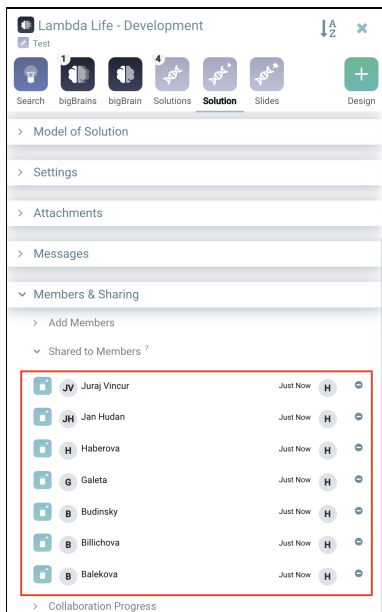 Lambda Life - Development
A
Z
Test
1
4
Search bigBrains bigBrain Solutions Solution Slides Design
Model of Solution
Settings
Attachments
Messages
Members & Sharing
Add Members
Shared to Members 7
JV Juraj Vincur Just Now H
JH Jan Hudan Just Now H
H Haberova Just Now H
G Galeta Just Now H
B Budinsky Just Now H
B Billichova Just Now H
B Balekova Just Now H
Collaboration Progress